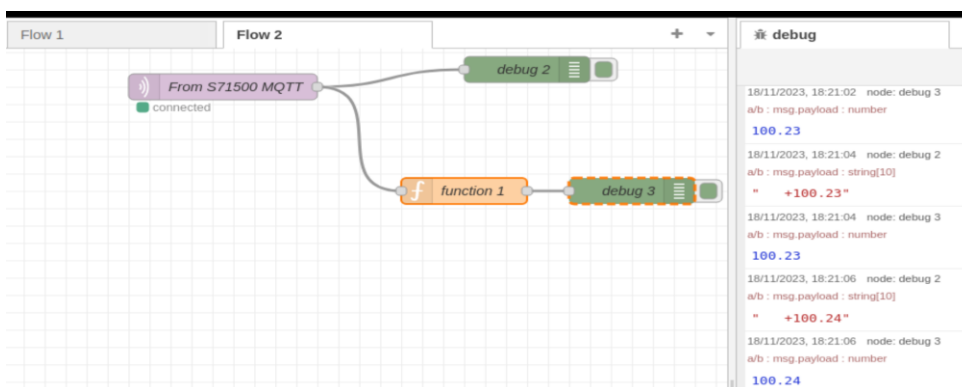 Flow 1
Flow 2
debug
From S71500 MQTT
connected
debug 2
function 1
debug 3
18/11/2023, 18:21:02 node: debug 3
a/b : msg.payload : number
100.23
18/11/2023, 18:21:04 node: debug 2
a/b : msg.payload : string[10]
"    +100.23"
18/11/2023, 18:21:04 node: debug 3
a/b : msg.payload : number
100.23
18/11/2023, 18:21:06 node: debug 2
a/b : msg.payload : string[10]
"    +100.24"
18/11/2023, 18:21:06 node: debug 3
a/b : msg.payload : number
100.24